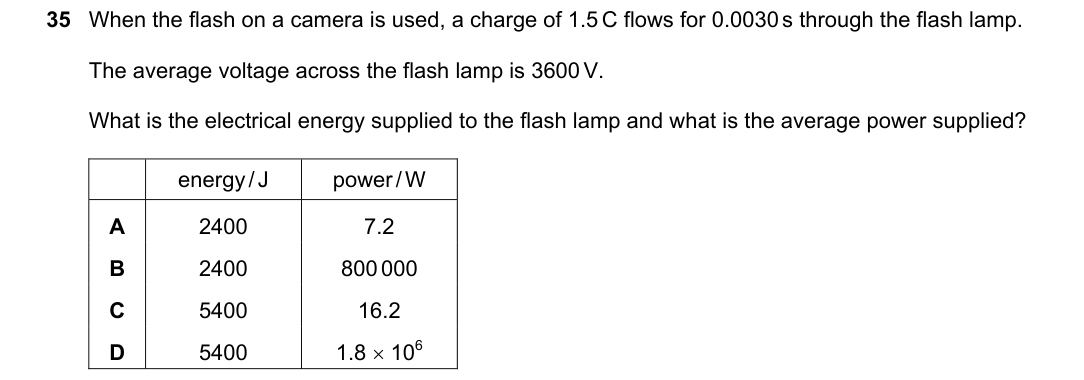 35 When the flash on a camera is used, a charge of 1.5 C flows for 0.0030 s through the flash lamp.
The average voltage across the flash lamp is 3600 V.
What is the electrical energy supplied to the flash lamp and what is the average power supplied?
energy / J power / W
A 2400 7.2
B 2400 800 000
C 5400 16.2
D 5400 1.8 × 10⁶